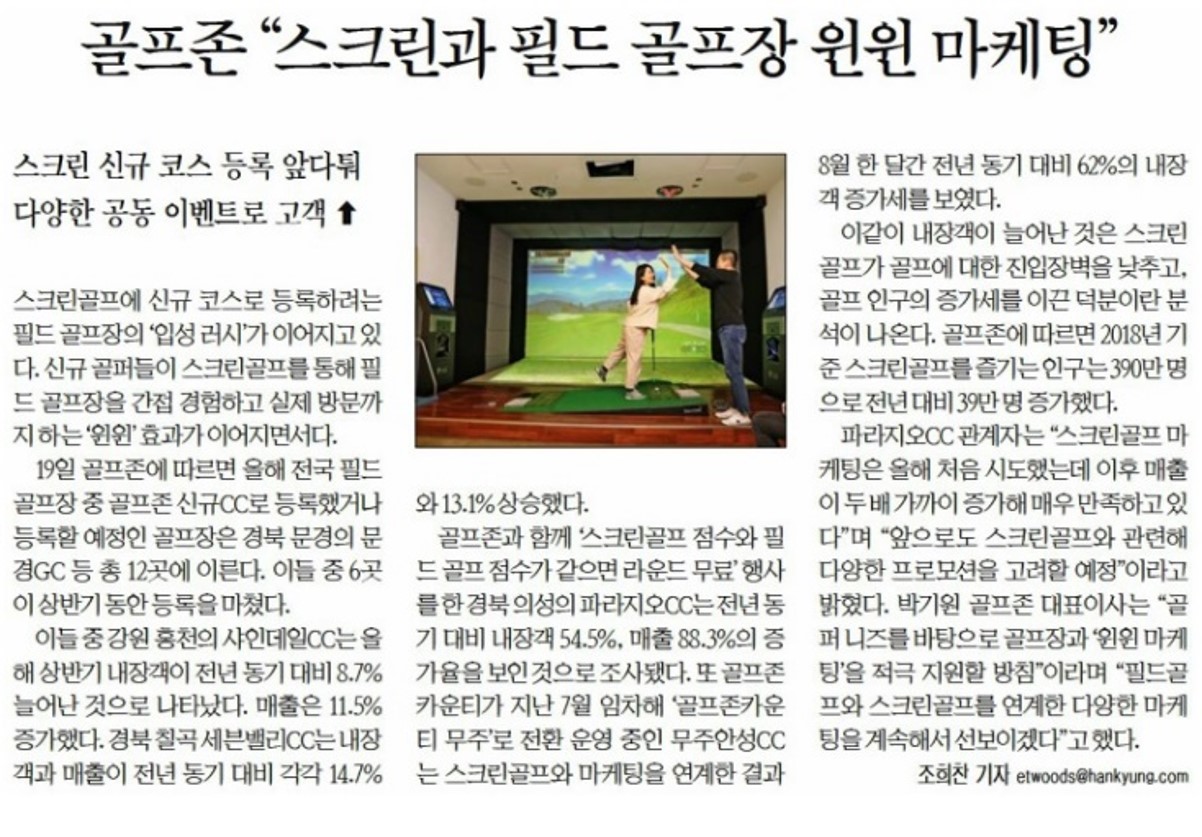 골프존 “스크린과 필드 골프장 윈윈 마케팅”
스크린 신규 코스 등록 앞다퉈
다양한 공동 이벤트로 고객 ⬆
스크린골프에 신규 코스로 등록하려는
필드 골프장의 ‘입성 러시’가 이어지고 있
다. 신규 골퍼들이 스크린골프를 통해 필
드 골프장을 간접 경험하고 실제 방문까
지 하는 ‘윈윈’ 효과가 이어지면서다.
19일 골프존에 따르면 올해 전국 필드
골프장 중 골프존 신규CC로 등록했거나
등록할 예정인 골프장은 경북 문경의 문
경GC 등 총 12곳에 이른다. 이들 중 6곳
이 상반기 동안 등록을 마쳤다.
이들 중 강원 홍천의 샤인데일CC는 올
해 상반기 내장객이 전년 동기 대비 8.7%
늘어난 것으로 나타났다. 매출은 11.5%
증가했다. 경북 칠곡 세븐밸리CC는 내장
객과 매출이 전년 동기 대비 각각 14.7%
와 13.1% 상승했다.
골프존과 함께 ‘스크린골프 점수와 필
드 골프 점수가 같으면 라운드 무료’ 행사
를 한 경북 의성의 파라지오CC는 전년 동
기 대비 내장객 54.5%, 매출 88.3%의 증
가율을 보인 것으로 조사됐다. 또 골프존
카운티가 지난 7월 임차해 ‘골프존카운
티 무주’로 전환 운영 중인 무주안성CC
는 스크린골프와 마케팅을 연계한 결과
8월 한 달간 전년 동기 대비 62%의 내장
객 증가세를 보였다.
이같이 내장객이 늘어난 것은 스크린
골프가 골프에 대한 진입장벽을 낮추고,
골프 인구의 증가세를 이끈 덕분이란 분
석이 나온다. 골프존에 따르면 2018년 기
준 스크린골프를 즐기는 인구는 390만 명
으로 전년 대비 39만 명 증가했다.
파라지오CC 관계자는 “스크린골프 마
케팅은 올해 처음 시도했는데 이후 매출
이 두 배 가까이 증가해 매우 만족하고 있
다”며 “앞으로도 스크린골프와 관련해
다양한 프로모션을 고려할 예정”이라고
밝혔다. 박기원 골프존 대표이사는 “골
퍼 니즈를 바탕으로 골프장과 ‘윈윈 마케
팅’을 적극 지원할 방침”이라며 “필드골
프와 스크린골프를 연계한 다양한 마케
팅을 계속해서 선보이겠다”고 했다.
조희찬 기자 etwoods@hankyung.com